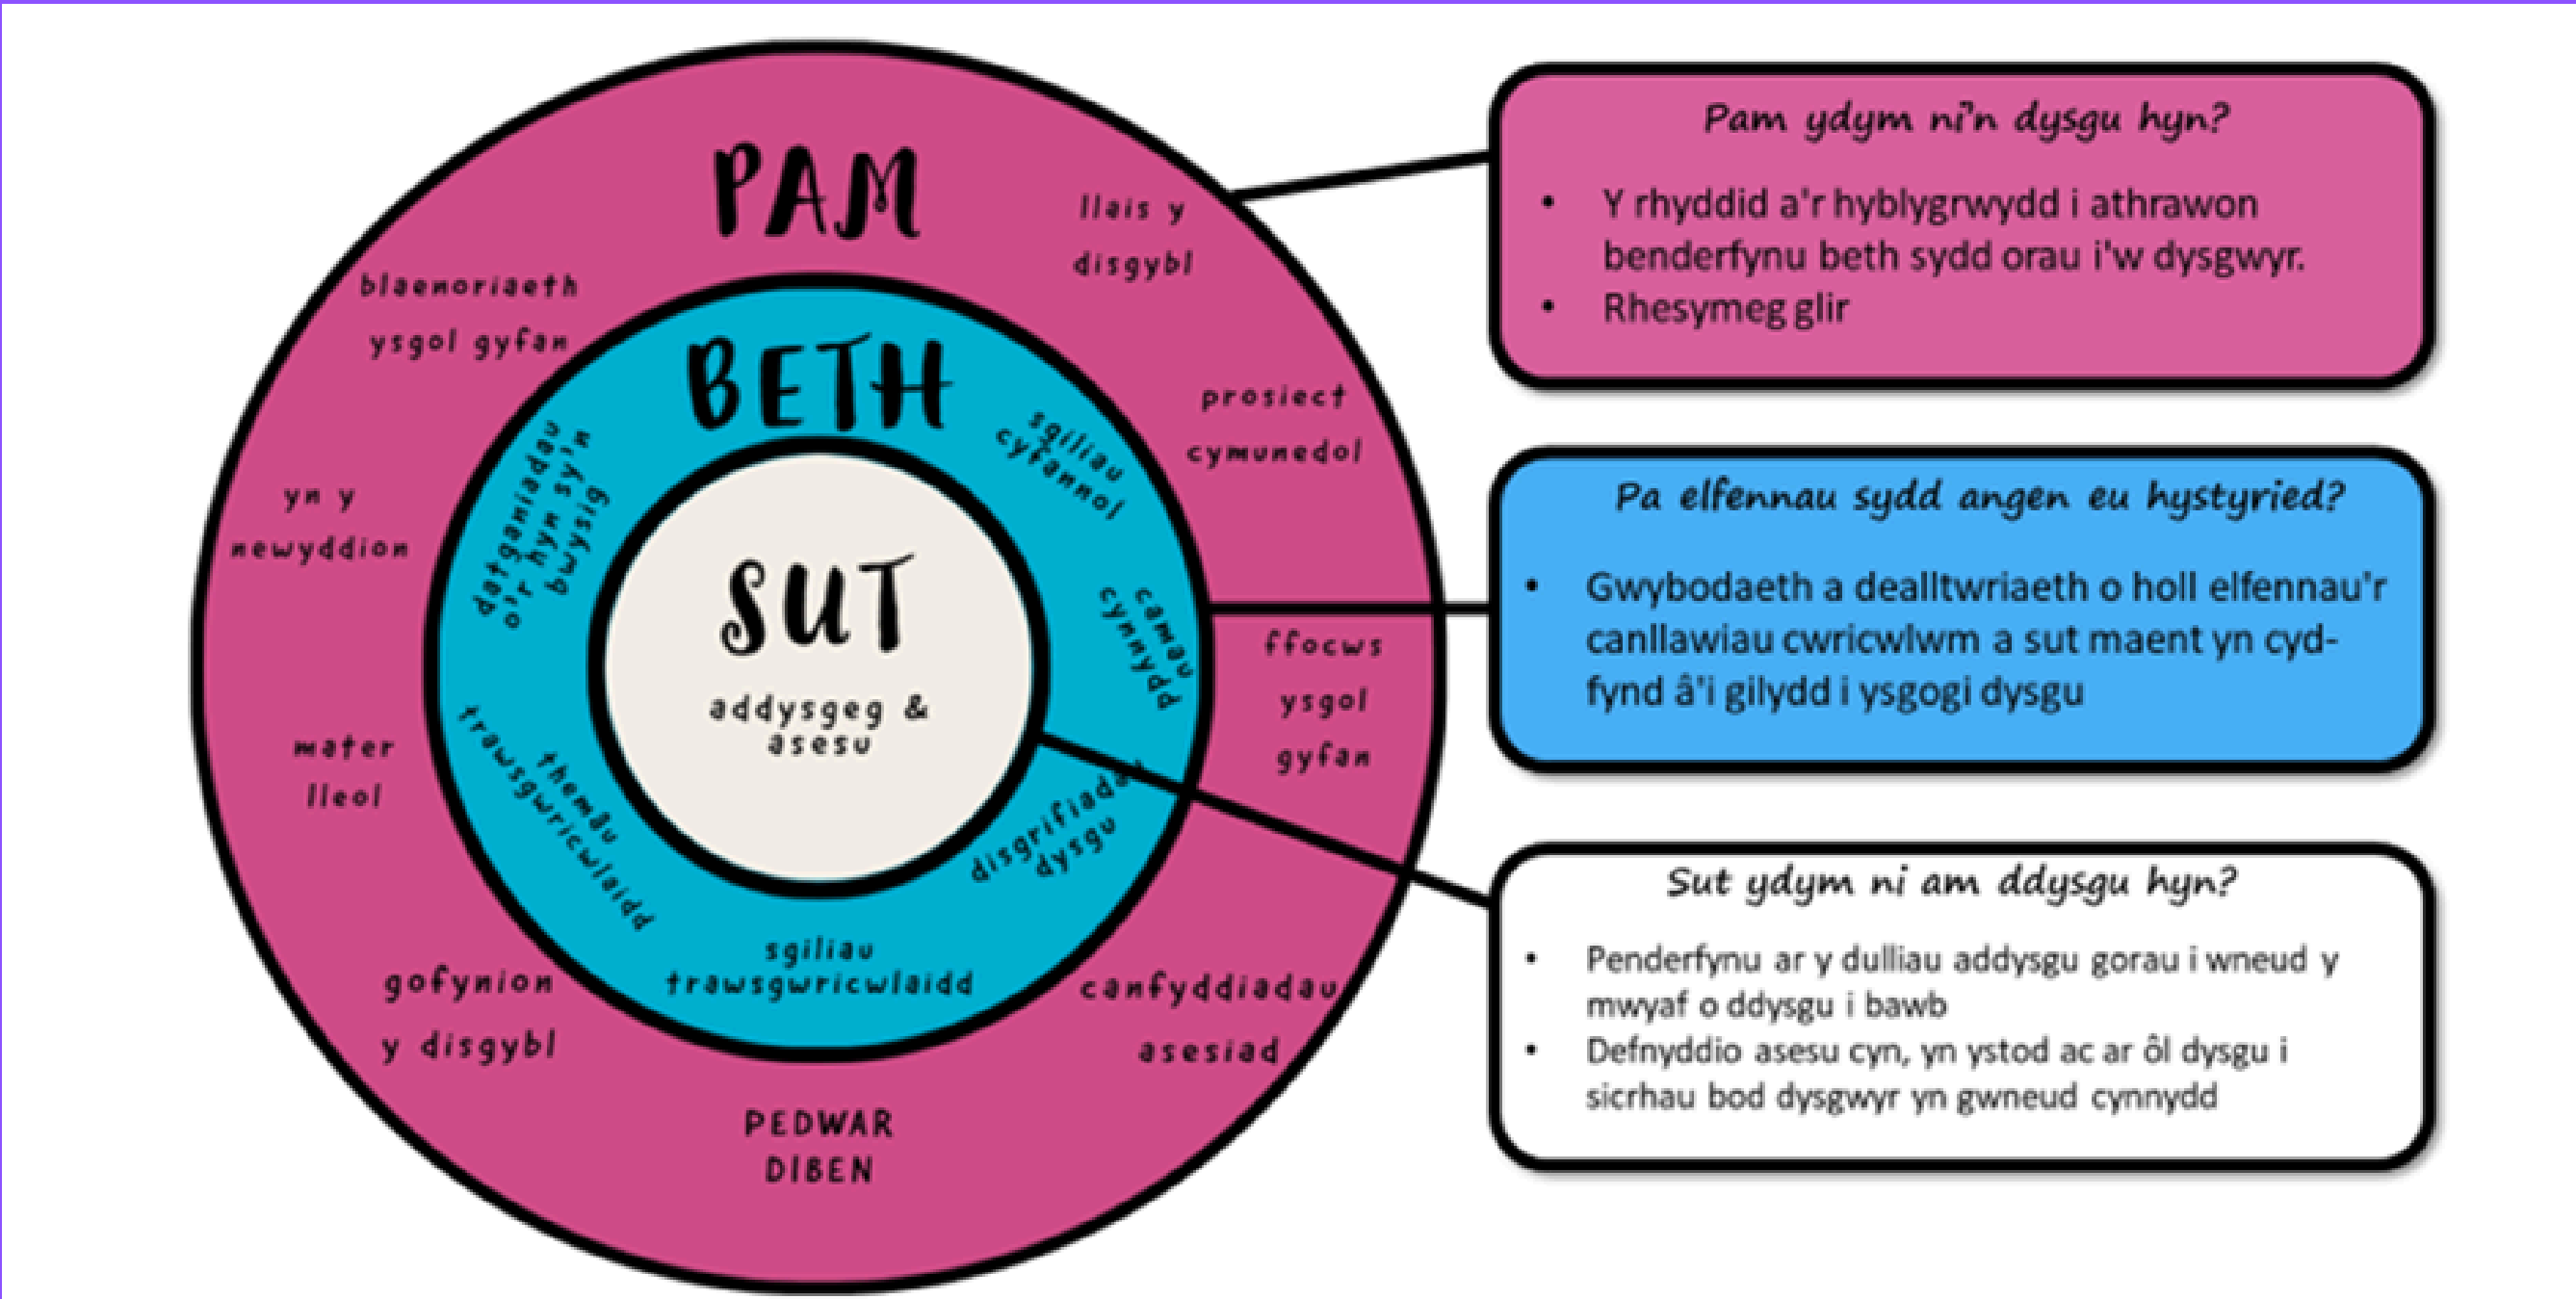 PAM
llais y
disgybl
blaenoriaeth
ysgol gyfan
prosiect
cymunedol
yn y
newyddion
ffocws
ysgol
gyfan
mater
lleol
gofynion
y disgybl
canfyddiadau
asesiad
PEDWAR
DIBEN
BETH
sgiliau
cyfannol
datganiadau
o'r hyn sy'n
bwysig
camau
cynnydd
themâu
trawsgwricwlaidd
disgrifiadau
dysgu
sgiliau
trawsgwricwlaidd
SUT
addysgeg &
asesu
Pam ydym ni'n dysgu hyn?
• Y rhyddid a'r hyblygrwydd i athrawon
benderfynu beth sydd orau i'w dysgwyr.
• Rhesymeg glir
Pa elfennau sydd angen eu hystyried?
• Gwybodaeth a dealltwriaeth o holl elfennau'r
canllawiau cwricwlwm a sut maent yn cyd-
fynd â'i gilydd i ysgogi dysgu
Sut ydym ni am ddysgu hyn?
• Penderfynu ar y dulliau addysgu gorau i wneud y
mwyaf o ddysgu i bawb
• Defnyddio asesu cyn, yn ystod ac ar ôl dysgu i
sicrhau bod dysgwyr yn gwneud cynnydd